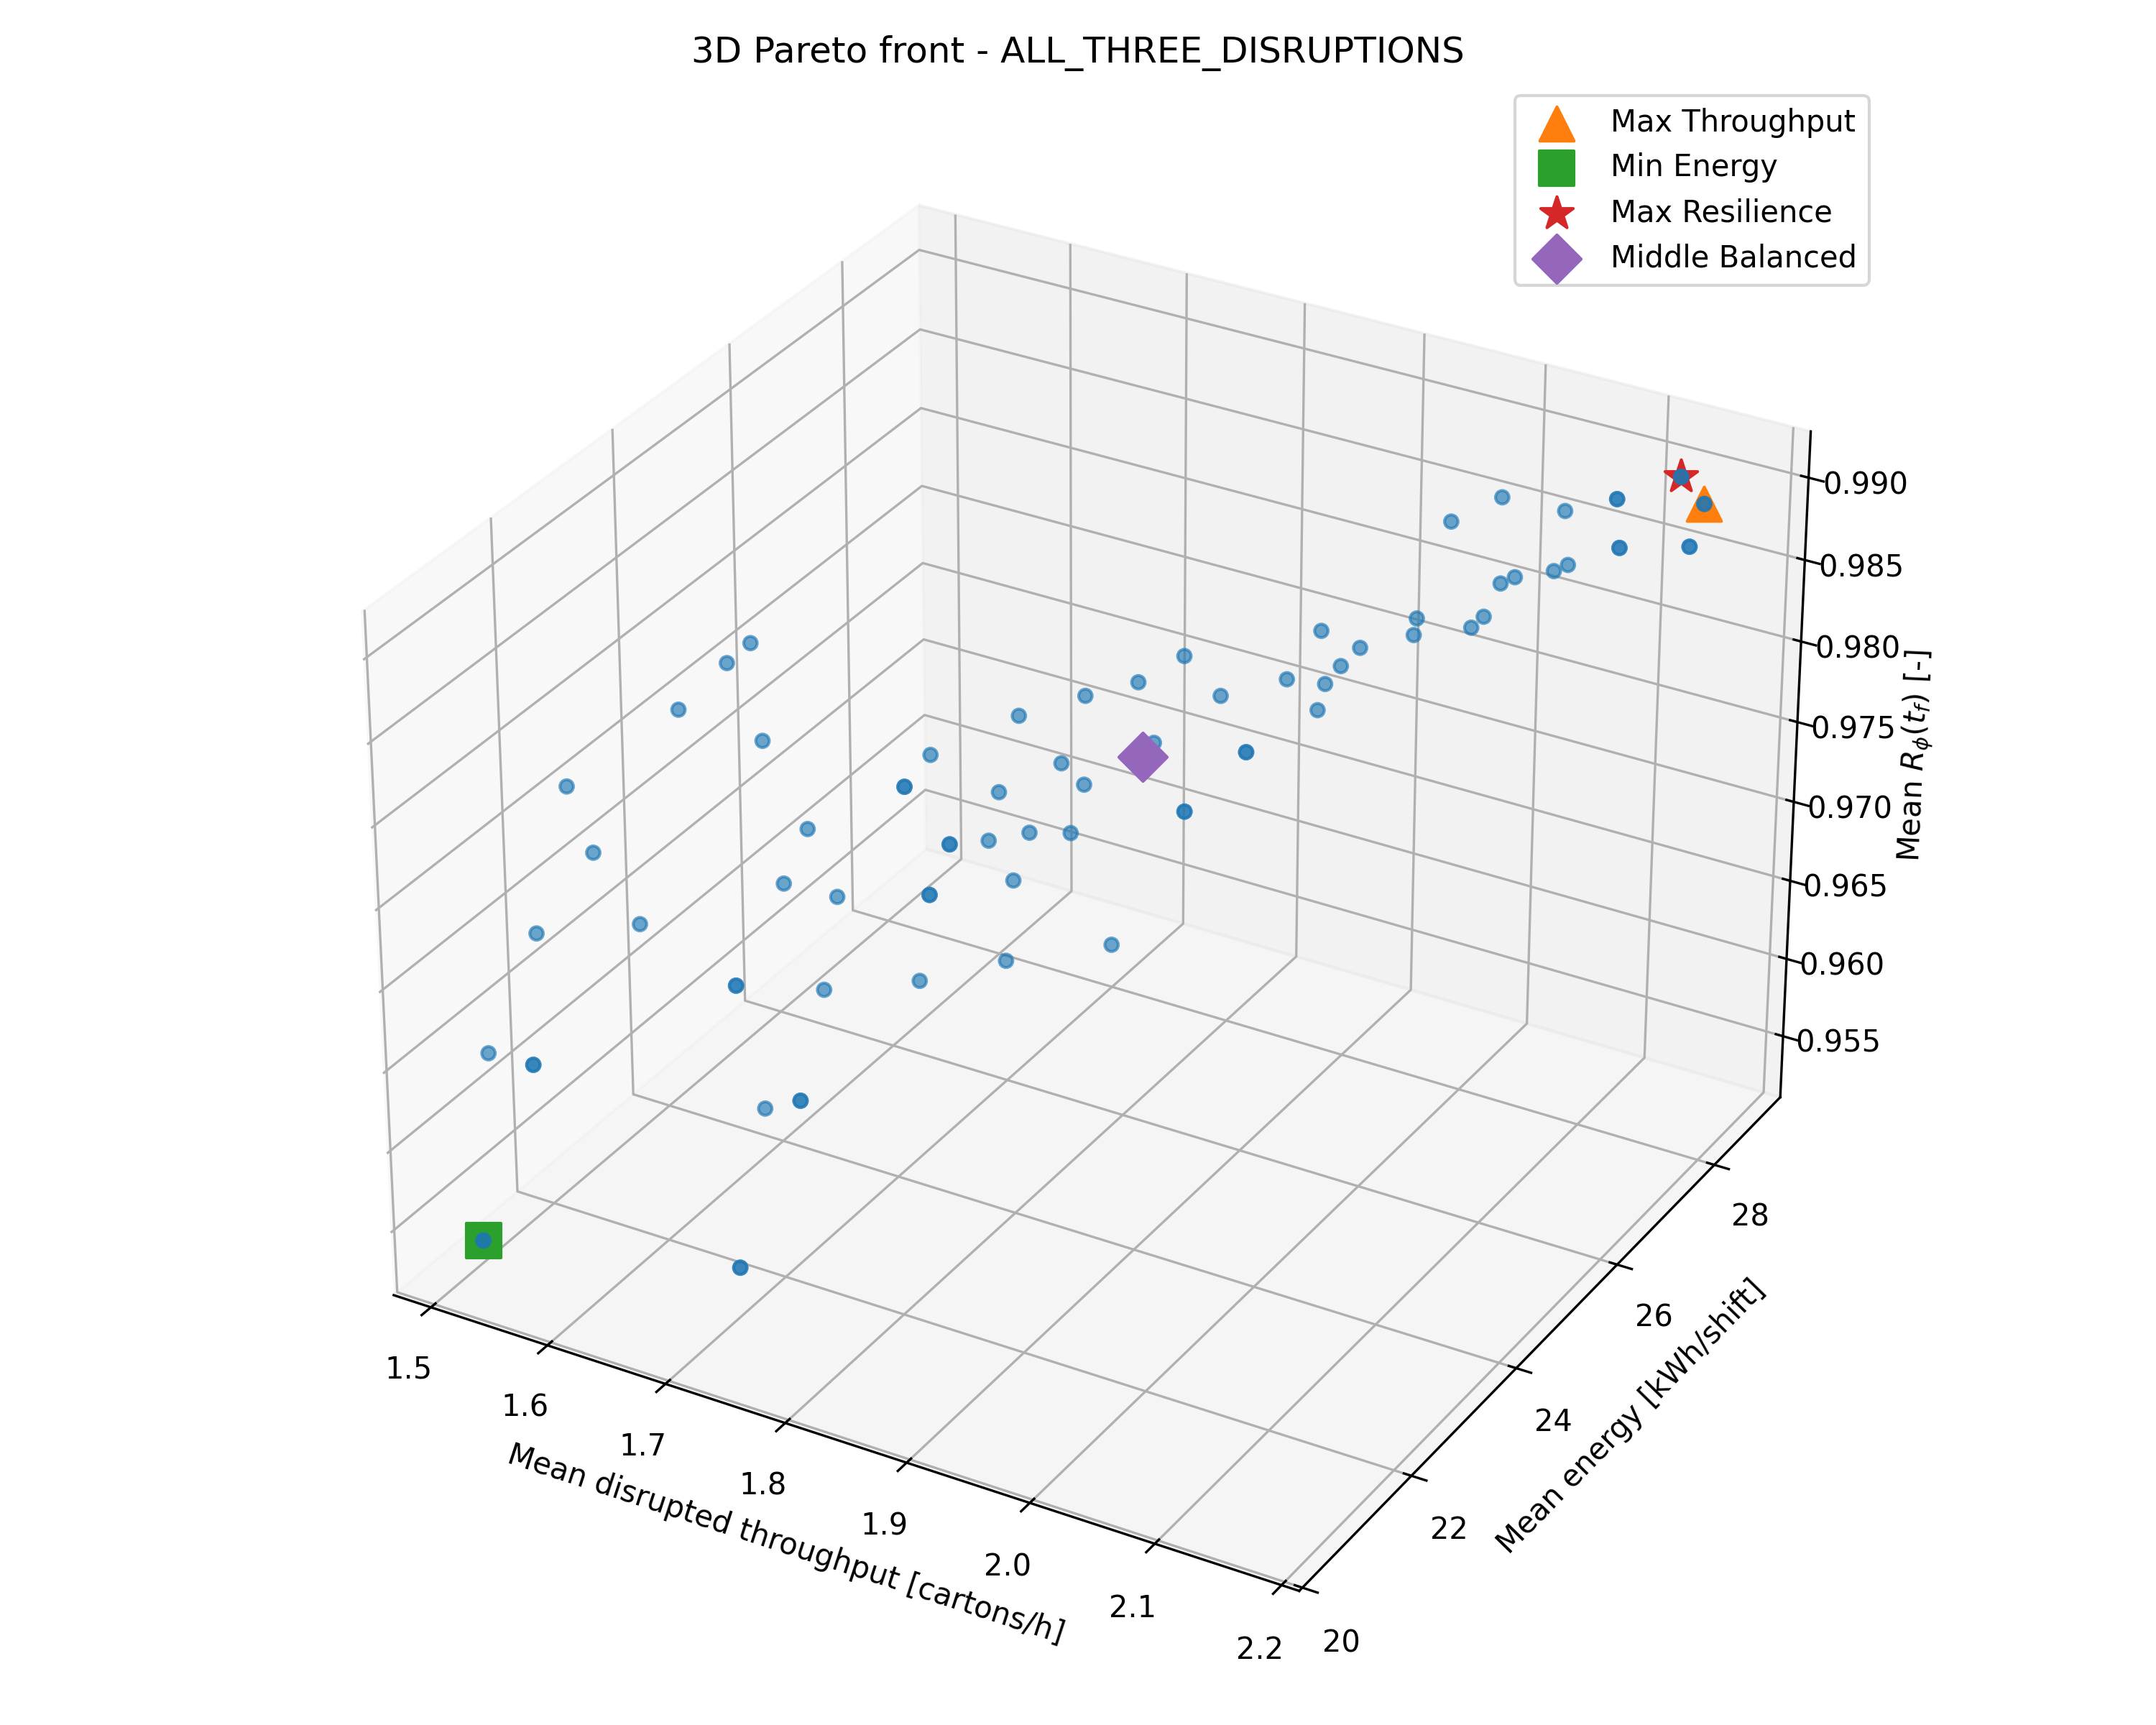 3D Pareto front - ALL_THREE_DISRUPTIONS
Max Throughput
Min Energy
Max Resilience
Middle Balanced
0.990
0.985
0.980
0.975
0.970
0.965
0.960
0.955
Mean R_ϕ(t_f) [-]
28
26
24
22
20
Mean energy [kWh/shift]
1.5
1.6
1.7
1.8
1.9
2.0
2.1
2.2
Mean disrupted throughput [cartons/h]